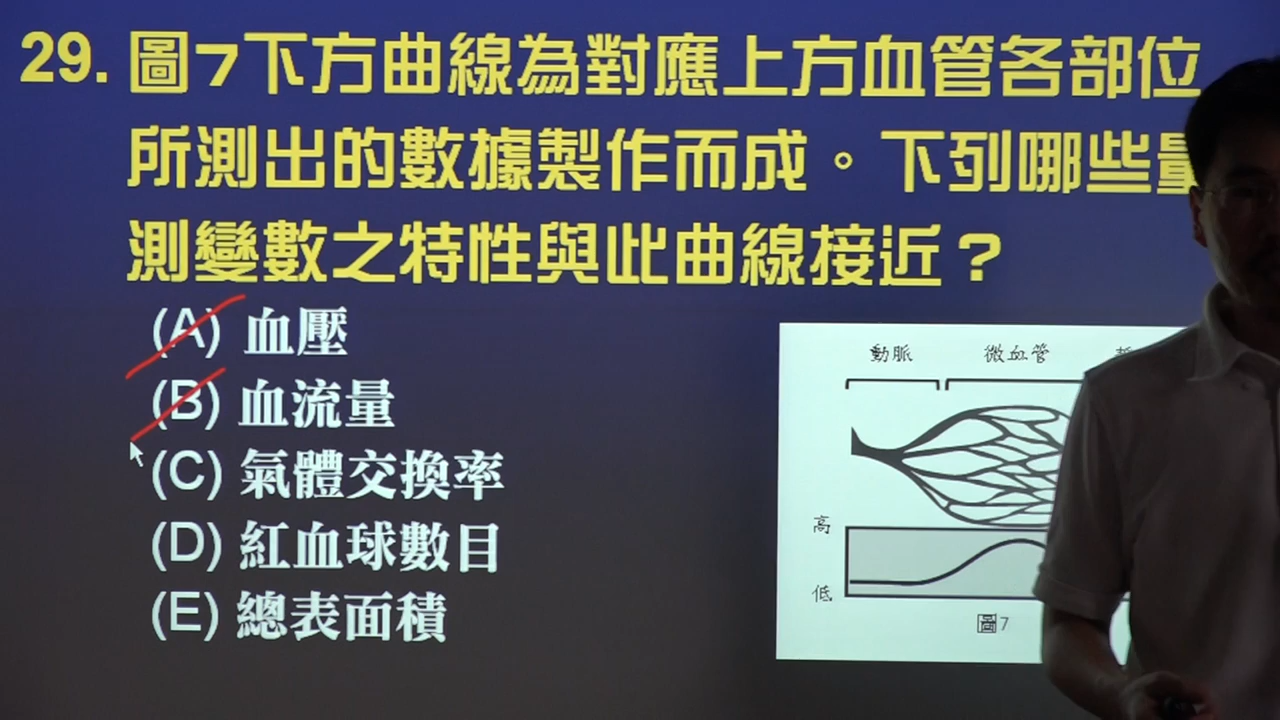 29. 圖7下方曲線為對應上方血管各部位
所測出的數據製作而成。下列哪些量
測變數之特性與此曲線接近？
(A) 血壓
(B) 血流量
(C) 氣體交換率
(D) 紅血球數目
(E) 總表面積
動脈 微血管
高
低
圖7